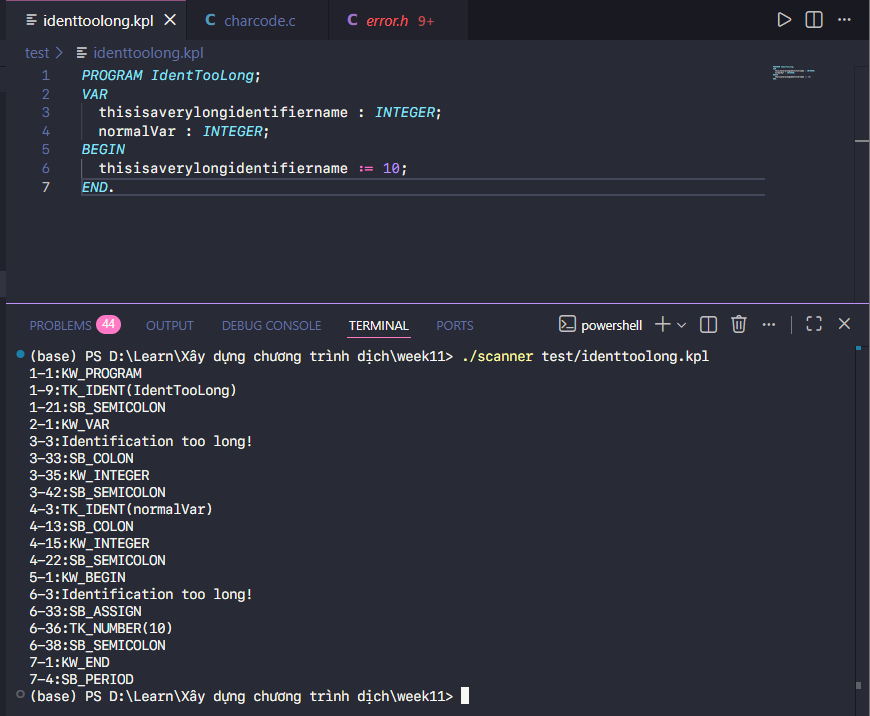 identtoolong.kpl charcode.c error.h 9+
test > identtoolong.kpl
1 PROGRAM IdentTooLong;
2 VAR
3 thisisaverylongidentifiername : INTEGER;
4 normalVar : INTEGER;
5 BEGIN
6 thisisaverylongidentifiername := 10;
7 END.
PROBLEMS 44 OUTPUT DEBUG CONSOLE TERMINAL PORTS powershell
(base) PS D:\Learn\Xây dựng chương trình dịch\week11> ./scanner test/identtoolong.kpl
1-1:KW_PROGRAM
1-9:TK_IDENT(IdentTooLong)
1-21:SB_SEMICOLON
2-1:KW_VAR
3-3:Identification too long!
3-33:SB_COLON
3-35:KW_INTEGER
3-42:SB_SEMICOLON
4-3:TK_IDENT(normalVar)
4-13:SB_COLON
4-15:KW_INTEGER
4-22:SB_SEMICOLON
5-1:KW_BEGIN
6-3:Identification too long!
6-33:SB_ASSIGN
6-36:TK_NUMBER(10)
6-38:SB_SEMICOLON
7-1:KW_END
7-4:SB_PERIOD
(base) PS D:\Learn\Xây dựng chương trình dịch\week11>